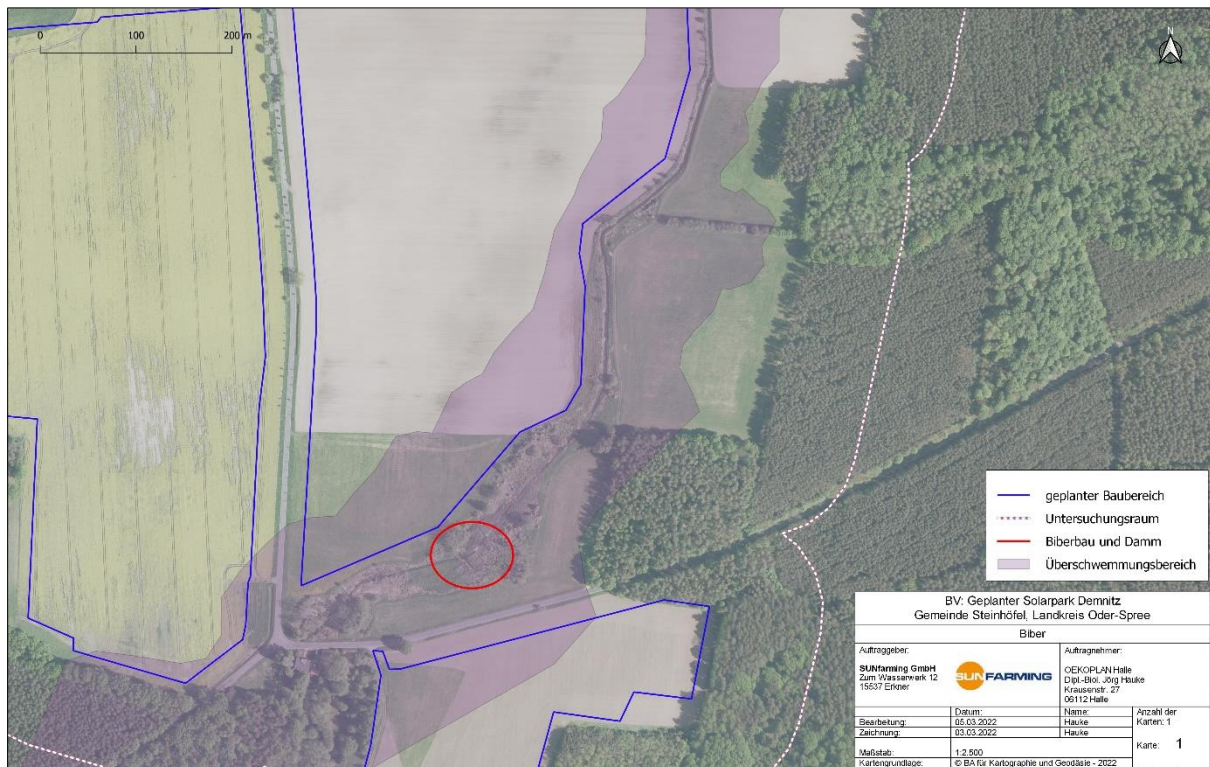 0 100 200 m
N
geplanter Baubereich
Untersuchungsraum
Biberbau und Damm
Überschwemmungsbereich
BV: Geplanter Solarpark Demnitz
Gemeinde Steinhöfel, Landkreis Oder-Spree
Biber
Auftraggeber:
SUNfarming GmbH
Zum Wasserwerk 12
15537 Erkner
SUNFARMING
Auftragnehmer:
OEKOPLAN Halle
Dipl.-Biol. Jörg Hauke
Krausenstr. 27
06112 Halle
Datum: Name: Anzahl der
Bearbeitung: 05.03.2022 Hauke Karten: 1
Zeichnung: 03.03.2022 Hauke
Karte: 1
Maßstab: 1:2.500
Kartengrundlage: © BA für Kartographie und Geodäsie - 2022